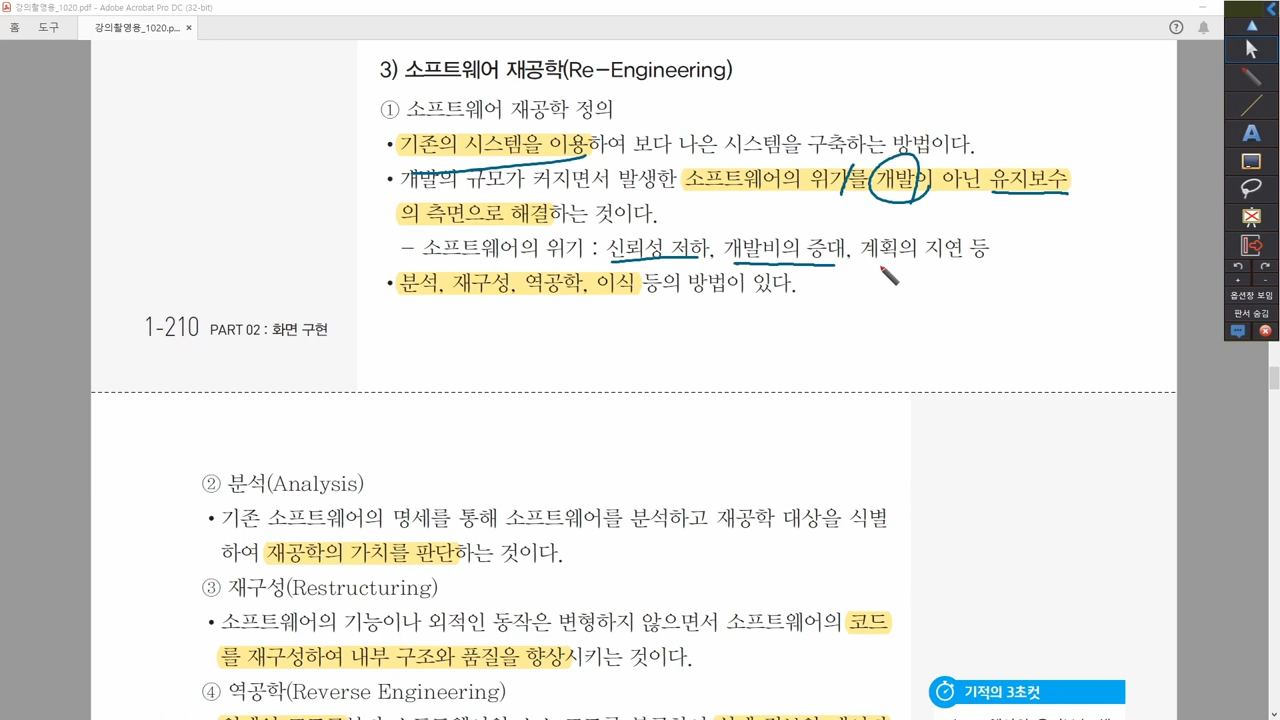 강의촬영용_1020.pdf - Adobe Acrobat Pro DC (32-bit)
홈 도구 강의촬영용_1020.p... ×
3) 소프트웨어 재공학(Re-Engineering)
① 소프트웨어 재공학 정의
• 기존의 시스템을 이용하여 보다 나은 시스템을 구축하는 방법이다.
• 개발의 규모가 커지면서 발생한 소프트웨어의 위기를 개발이 아닌 유지보수
의 측면으로 해결하는 것이다.
- 소프트웨어의 위기 : 신뢰성 저하, 개발비의 증대, 계획의 지연 등
• 분석, 재구성, 역공학, 이식 등의 방법이 있다.
1-210 PART 02 : 화면 구현
② 분석(Analysis)
• 기존 소프트웨어의 명세를 통해 소프트웨어를 분석하고 재공학 대상을 식별
하여 재공학의 가치를 판단하는 것이다.
③ 재구성(Restructuring)
• 소프트웨어의 기능이나 외적인 동작은 변형하지 않으면서 소프트웨어의 코드
를 재구성하여 내부 구조와 품질을 향상시키는 것이다.
④ 역공학(Reverse Engineering)
기적의 3초컷
A
옵션장 보임
판서 숨김